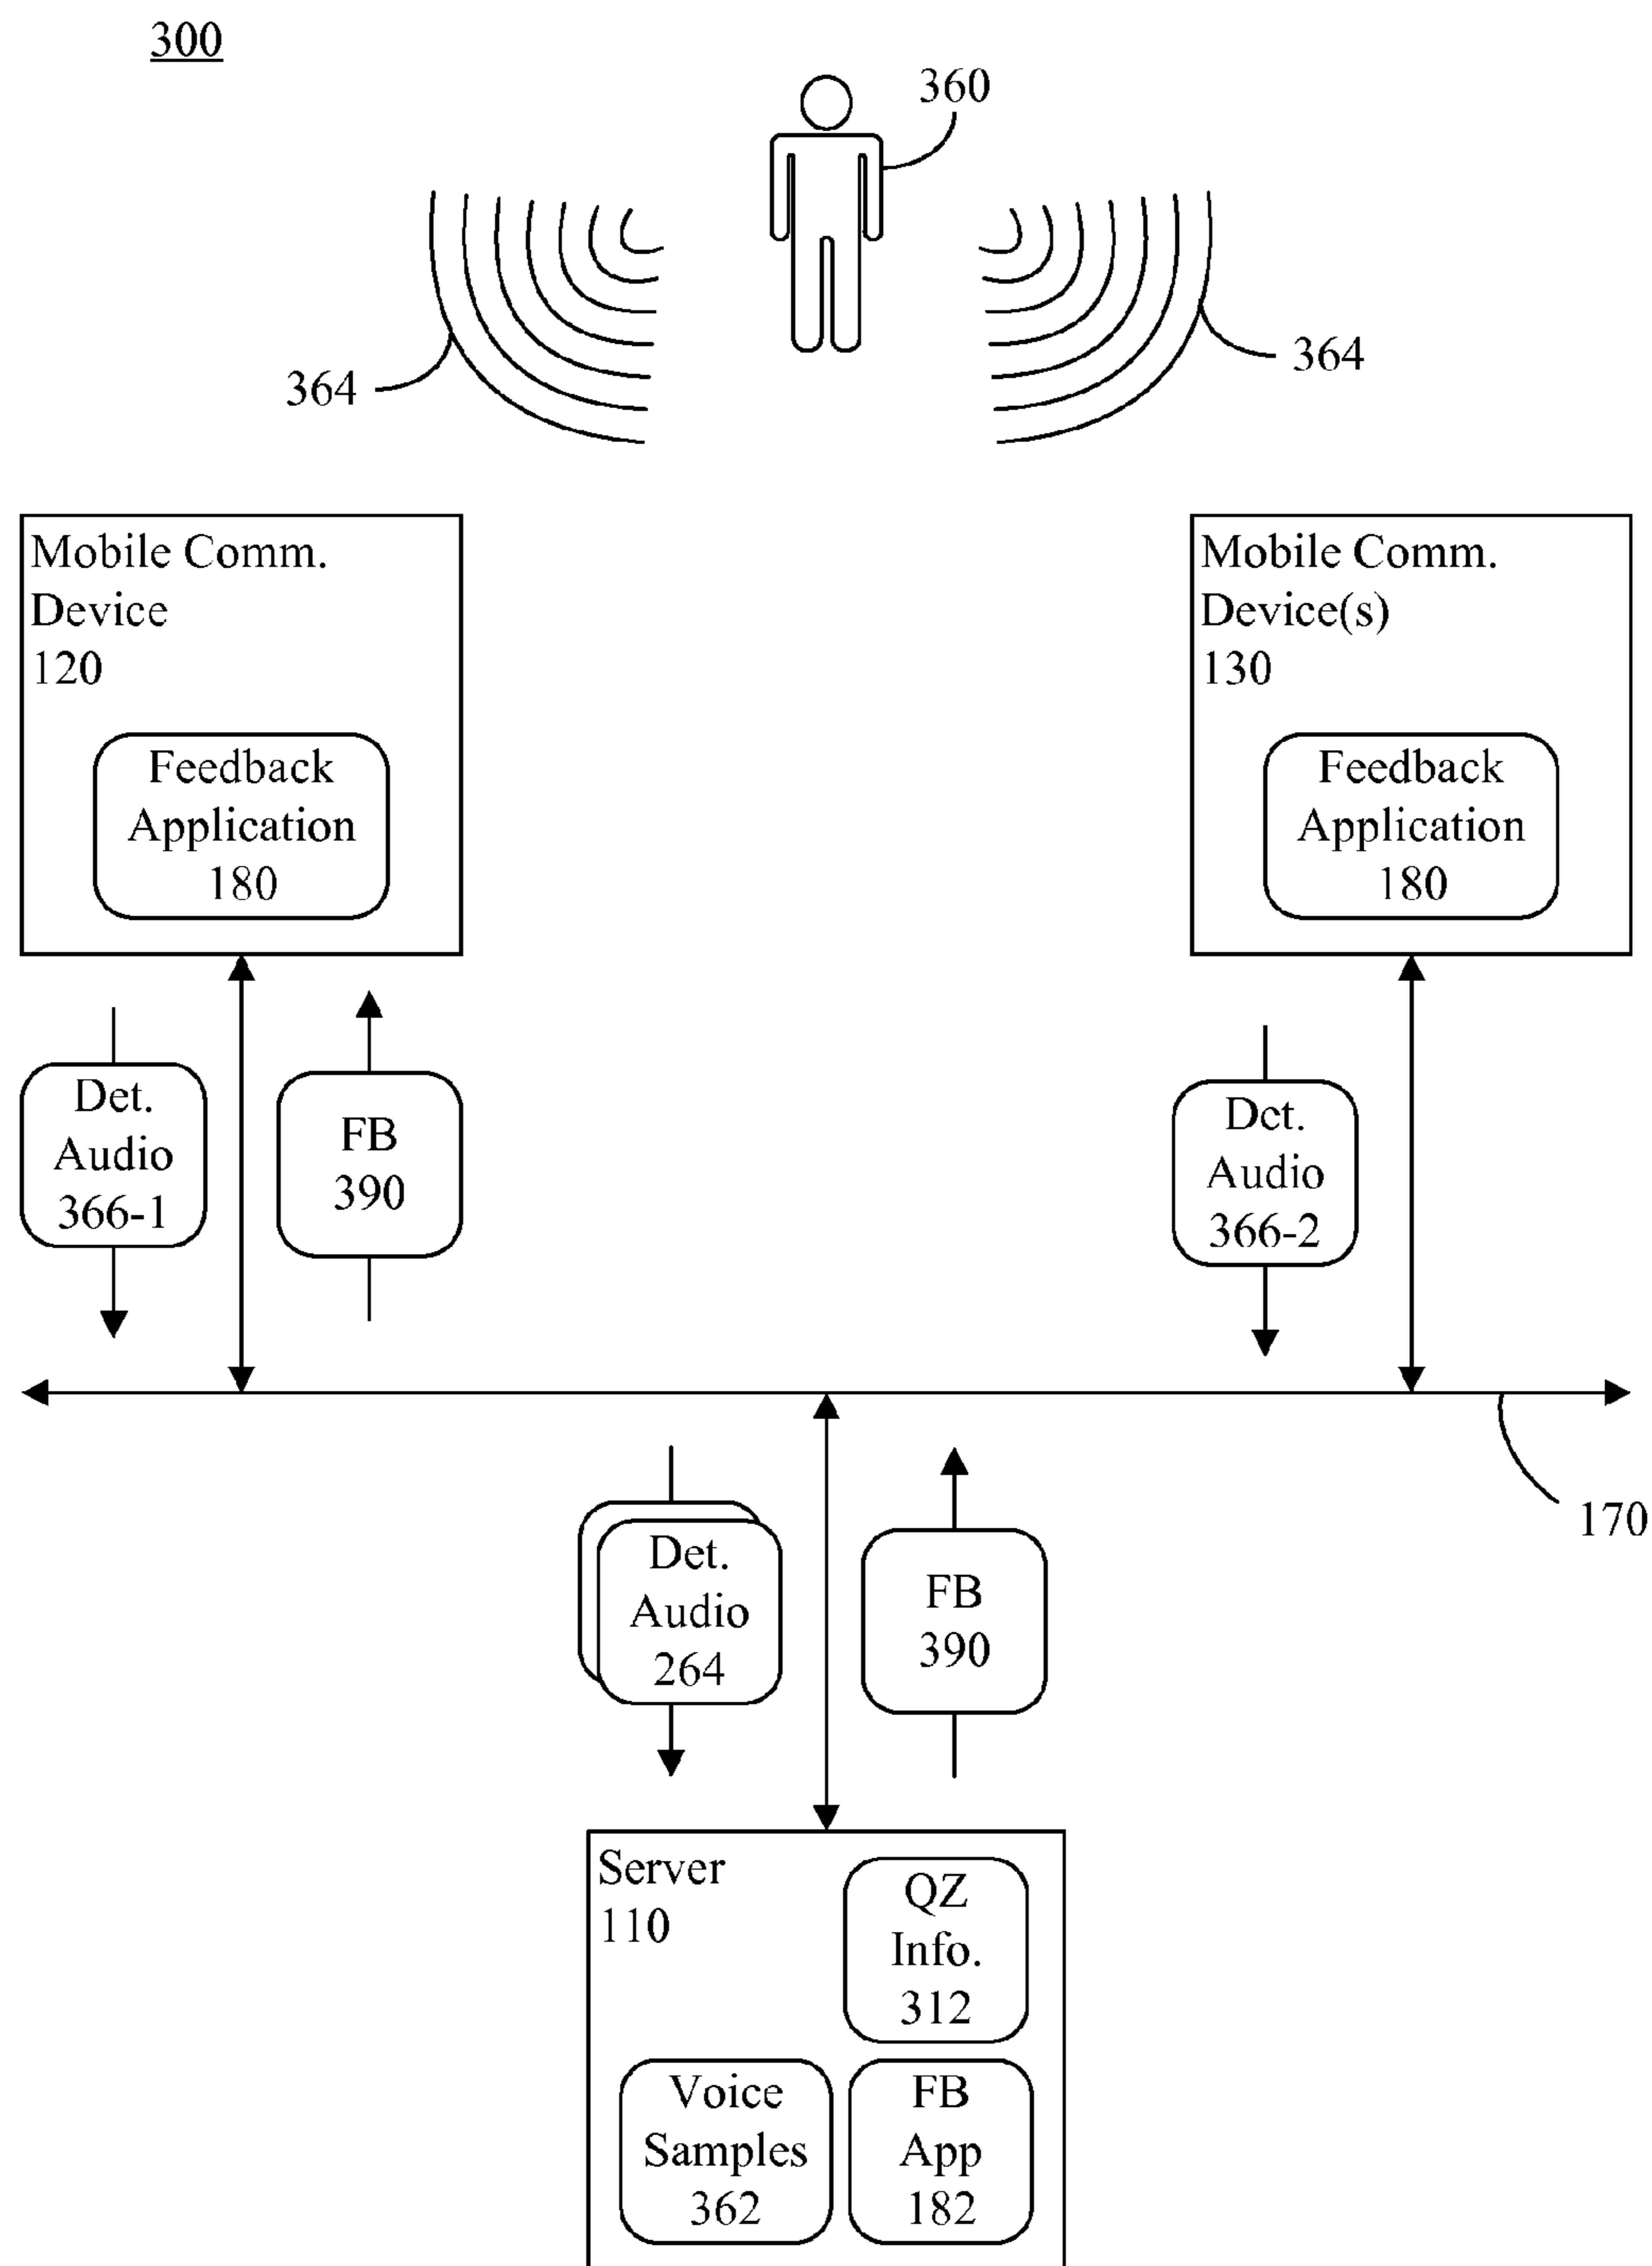 300
360
364
364
Mobile Comm.
Device
120
Feedback
Application
180
Mobile Comm.
Device(s)
130
Feedback
Application
180
Det.
Audio
366-1
FB
390
Dct.
Audio
366-2
170
Det.
Audio
264
FB
390
Server
110
QZ
Info.
312
Voice
Samples
362
FB
App
182